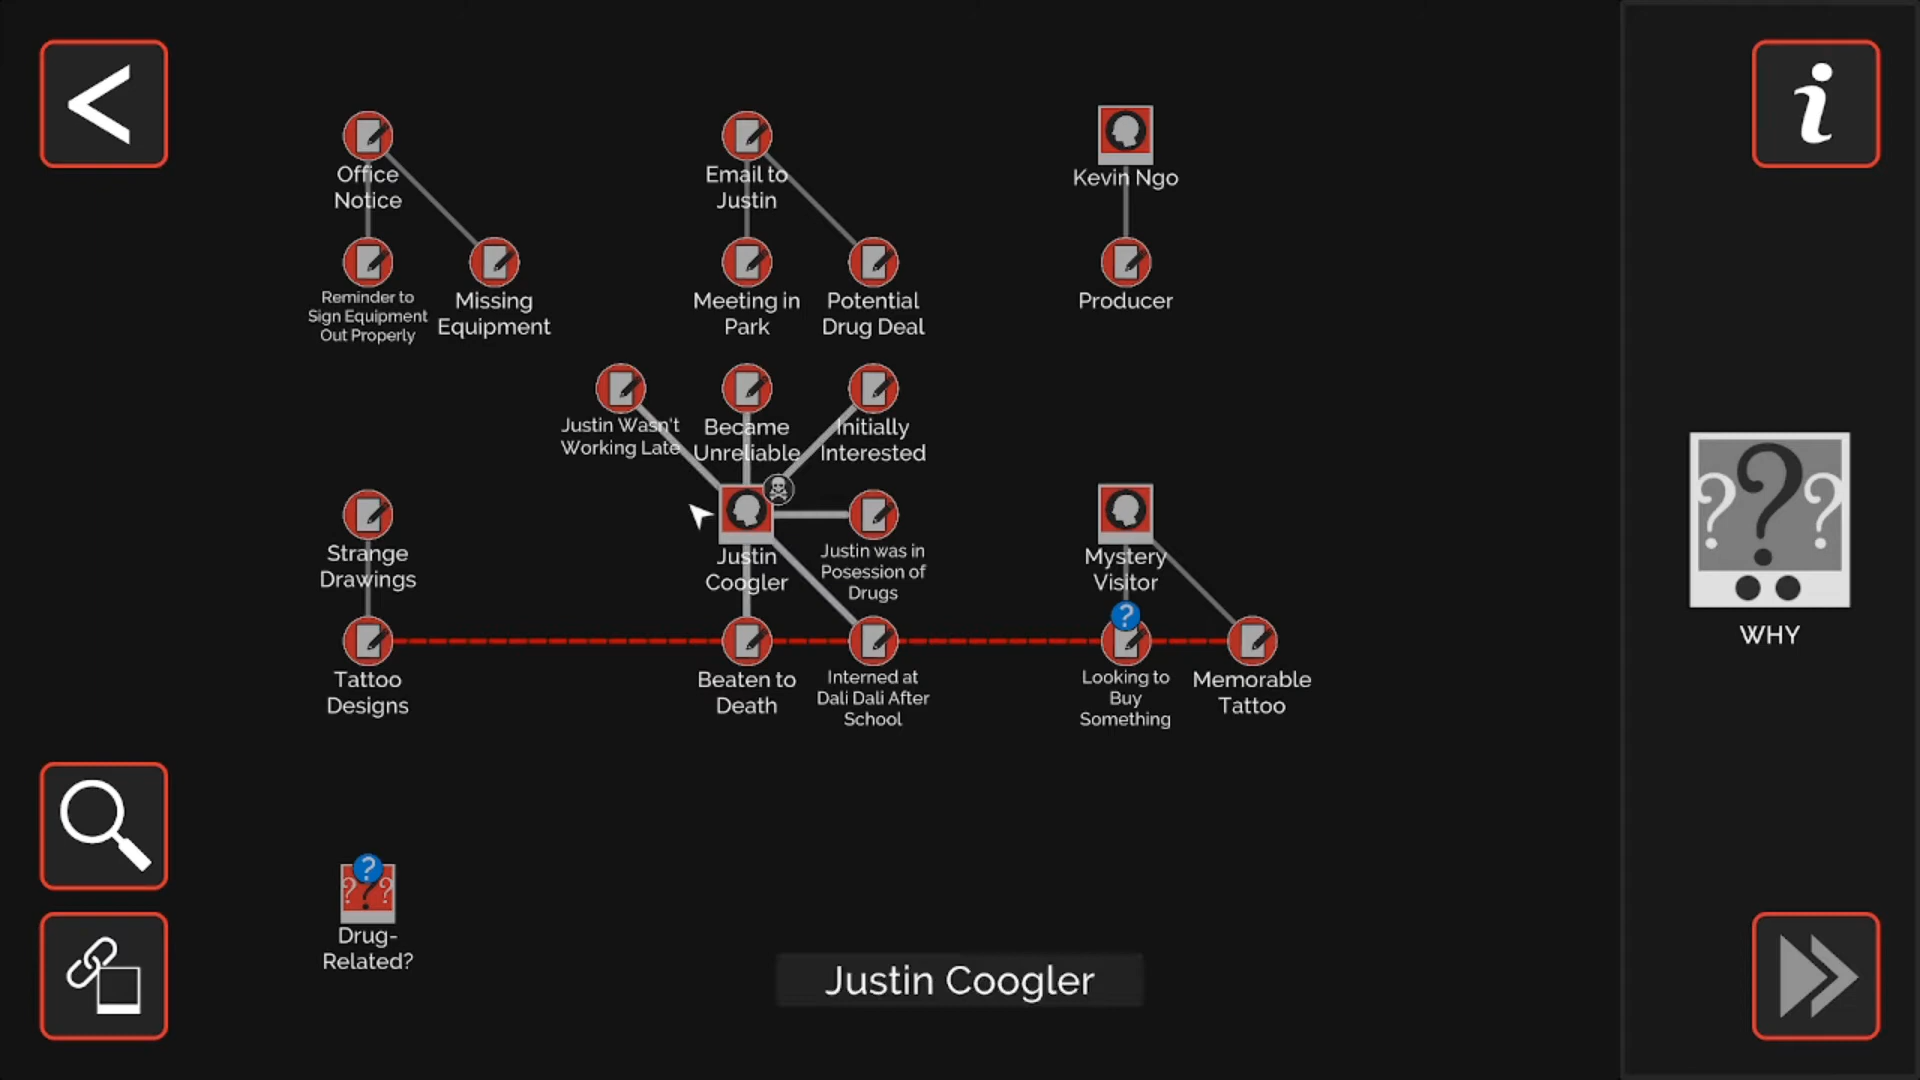 Office
Notice
Email to
Justin
Kevin Ngo
Reminder to
Sign Equipment
Out Properly
Missing
Equipment
Meeting in
Park
Potential
Drug Deal
Producer
Justin Wasn't
Working Late
Became
Unreliable
Initially
Interested
Strange
Drawings
Justin
Coogler
Justin was in
Posession of
Drugs
Mystery
Visitor
? ? ?
WHY
?
Tattoo
Designs
Beaten to
Death
Interned at
Dali Dali After
School
Looking to
Buy
Something
Memorable
Tattoo
?
? ? ?
Drug-
Related?
Justin Coogler
i